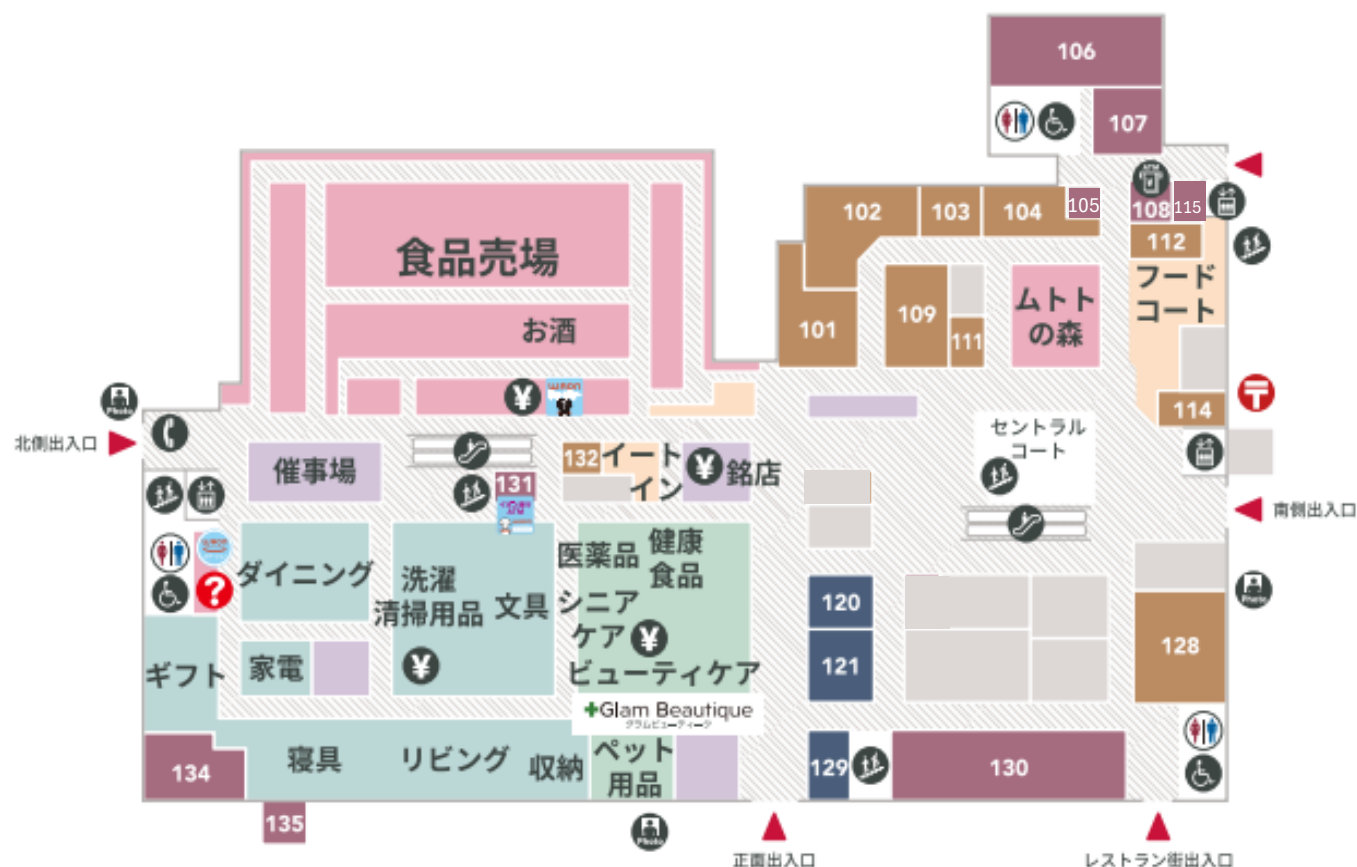 106
107
ATM
102
103
104
105
108
115
112
フード
コート
食品売場
ムトト
の森
101
109
111
お酒
¥
WAON
Photo
114
〒
北側出入口
セントラル
コート
催事場
132
イート
イン
¥
銘店
131
南側出入口
ダイニング
洗濯
清掃用品
文具
医薬品
健康
食品
シニア
ケア
¥
ビューティケア
?
Photo
120
121
128
ギフト
家電
¥
Glam Beautique
グラムビューティーク
寝具
リビング
収納
ペット
用品
129
130
134
135
Photo
正面出入口
レストラン街出入口